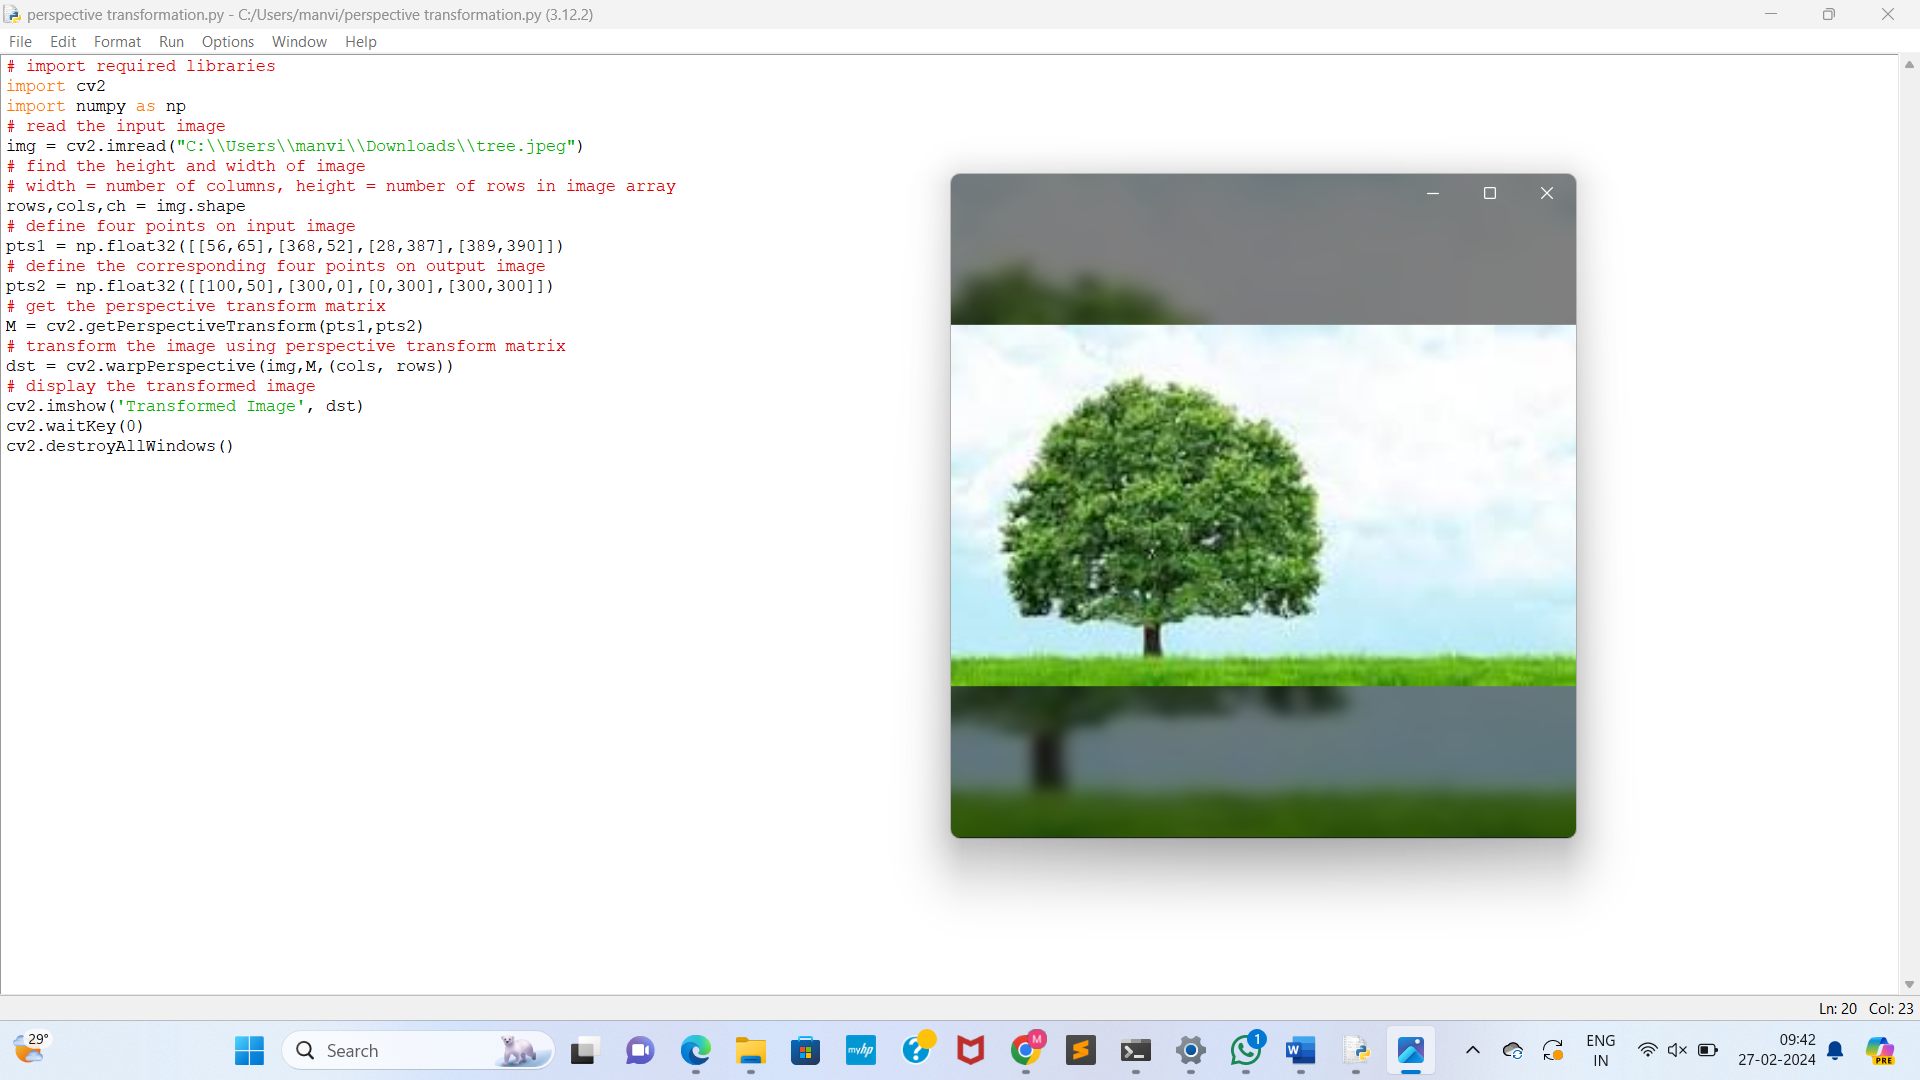 perspective transformation.py - C:/Users/manvi/perspective transformation.py (3.12.2)
File Edit Format Run Options Window Help
# import required libraries
import cv2
import numpy as np
# read the input image
img = cv2.imread("C:\\Users\\manvi\\Downloads\\tree.jpeg")
# find the height and width of image
# width = number of columns, height = number of rows in image array
rows,cols,ch = img.shape
# define four points on input image
pts1 = np.float32([[56,65],[368,52],[28,387],[389,390]])
# define the corresponding four points on output image
pts2 = np.float32([[100,50],[300,0],[0,300],[300,300]])
# get the perspective transform matrix
M = cv2.getPerspectiveTransform(pts1,pts2)
# transform the image using perspective transform matrix
dst = cv2.warpPerspective(img,M,(cols, rows))
# display the transformed image
cv2.imshow('Transformed Image', dst)
cv2.waitKey(0)
cv2.destroyAllWindows()
Ln: 20 Col: 23
29°
Search
myhp
M
1
W
ENG
IN
09:42
27-02-2024
PRE